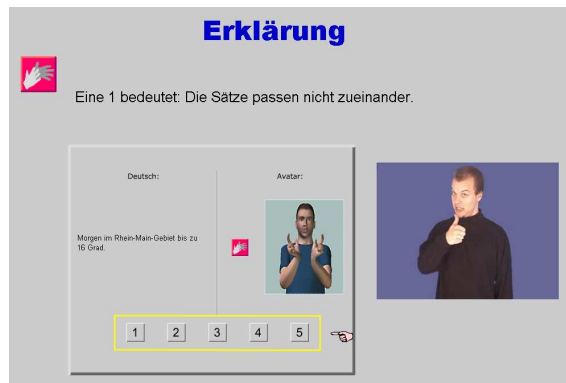 Erklärung
Eine 1 bedeutet: Die Sätze passen nicht zueinander.
Deutsch:
Avatar:
Morgen im Rhein-Main-Gebiet bis zu
16 Grad.
1 2 3 4 5